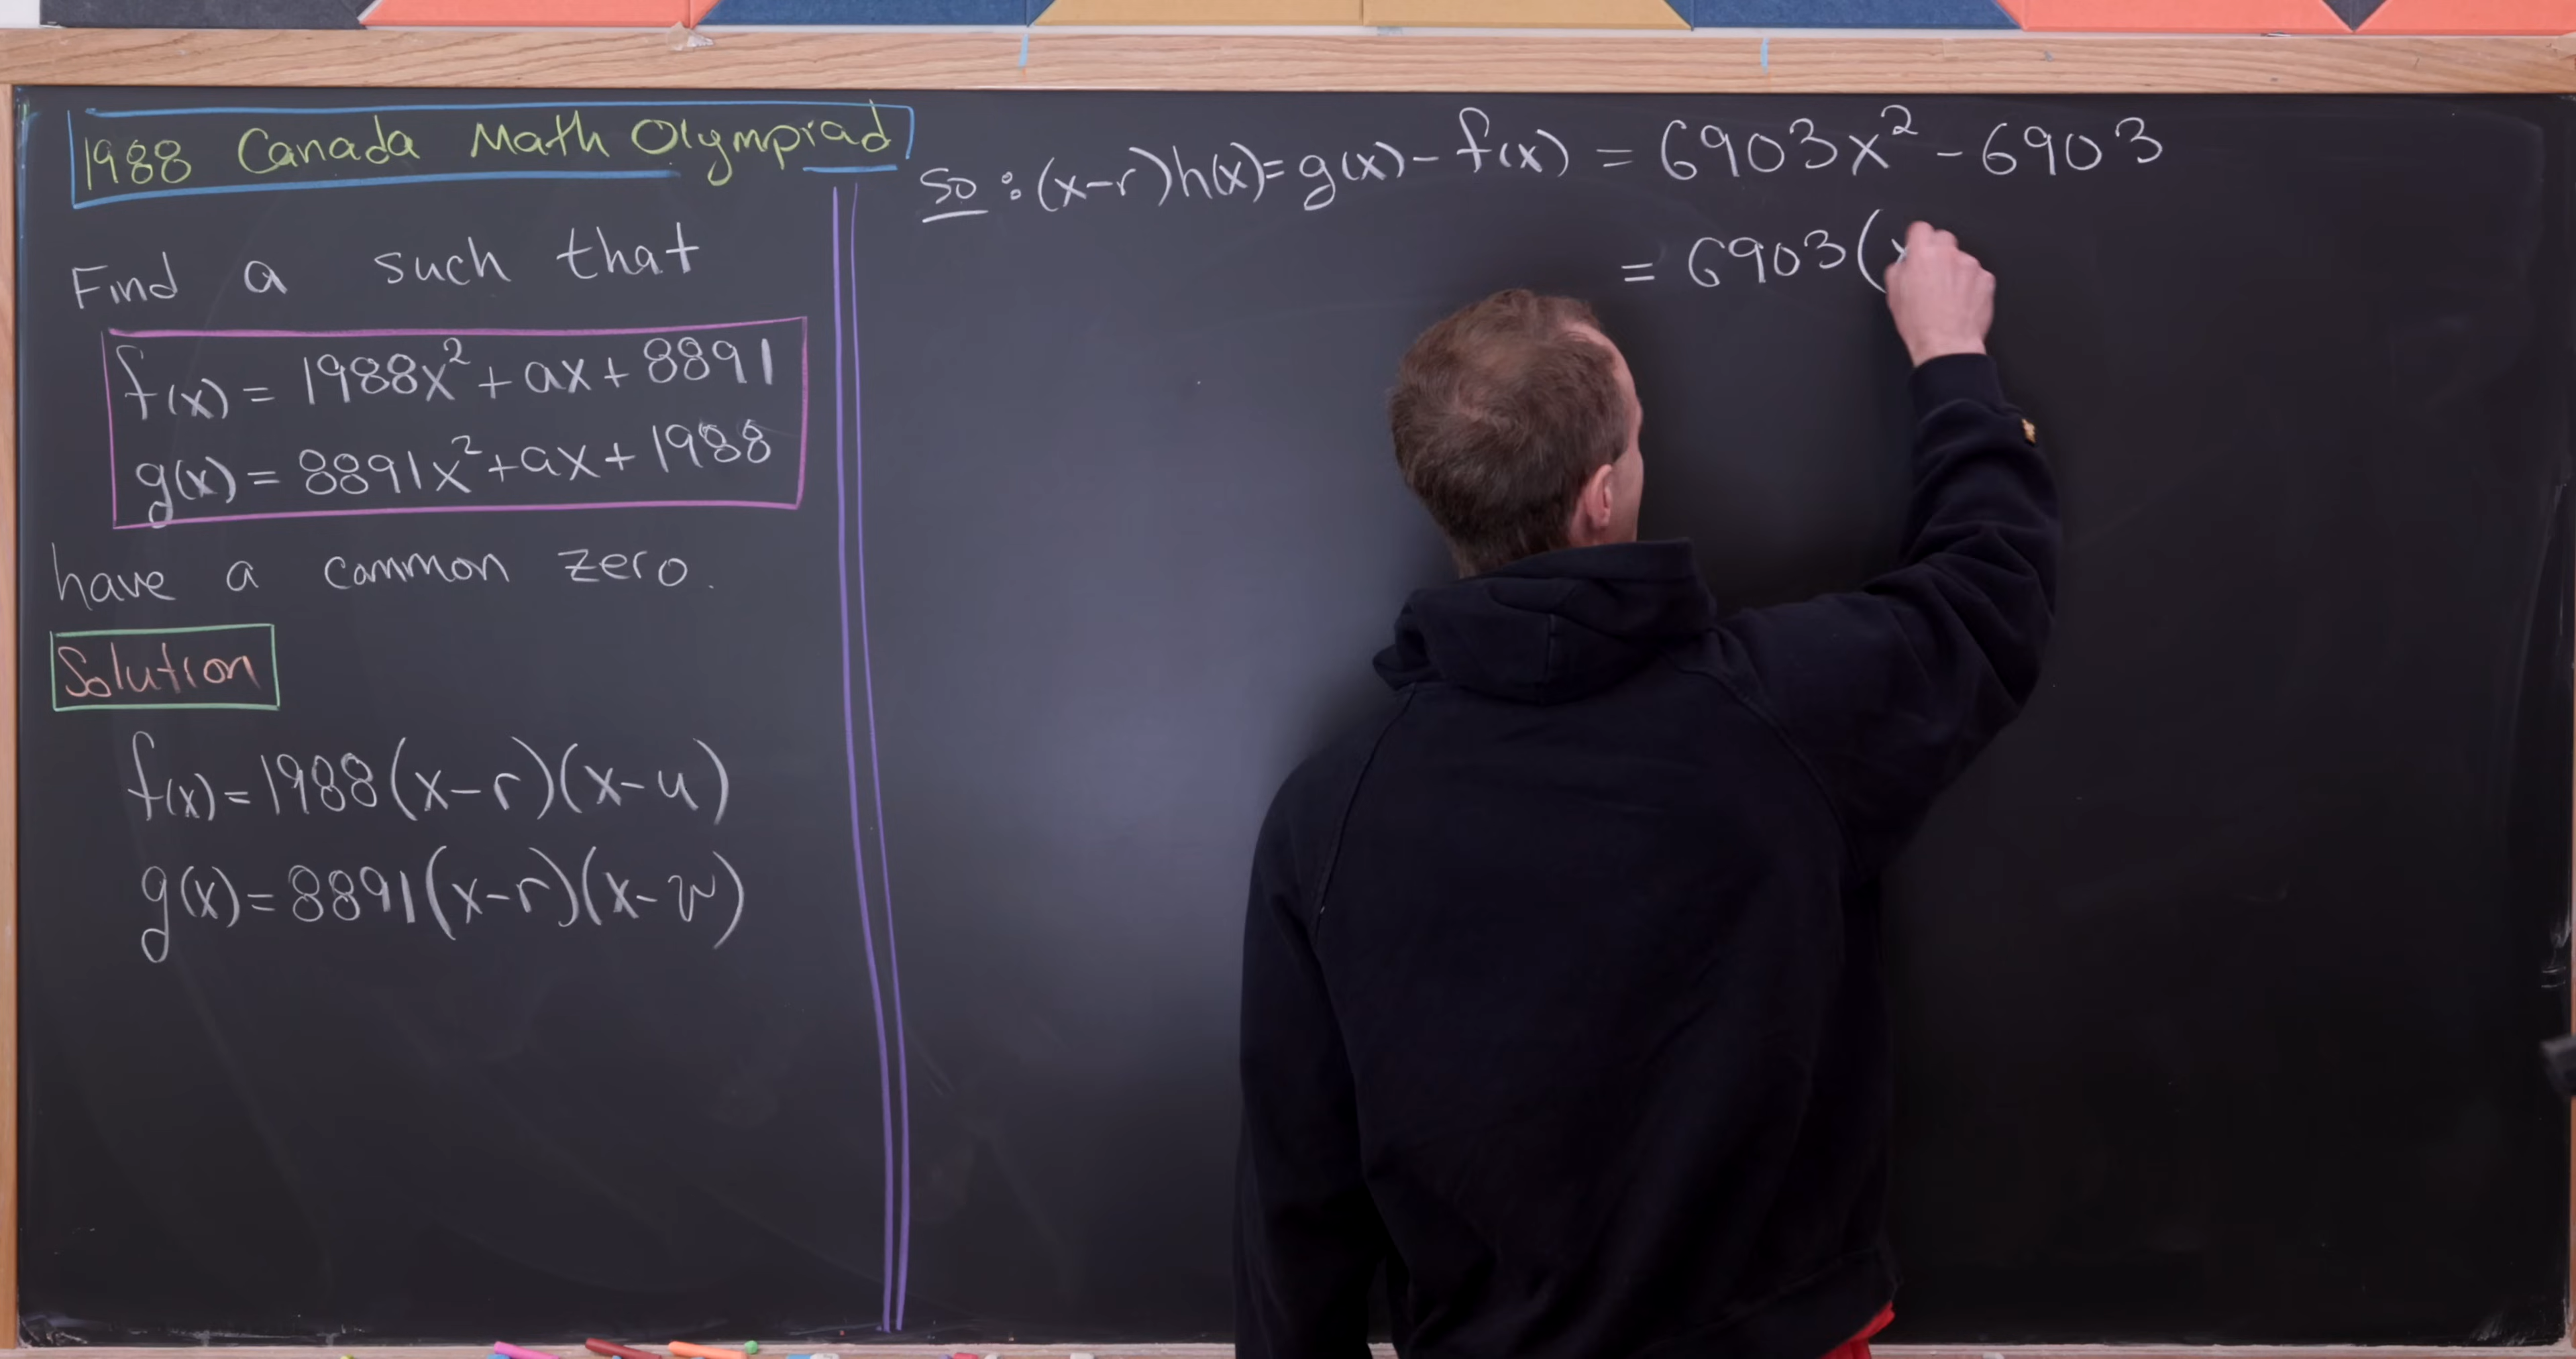 1988 Canada Math Olympiad
Find a such that
f(x) = 1988x² + ax + 8891
g(x) = 8891x² + ax + 1988
have a common zero.
Solution
f(x) = 1988(x-r)(x-u)
g(x) = 8891(x-r)(x-v)
So: (x-r)h(x) = g(x) - f(x) = 6903x² - 6903
= 6903(x